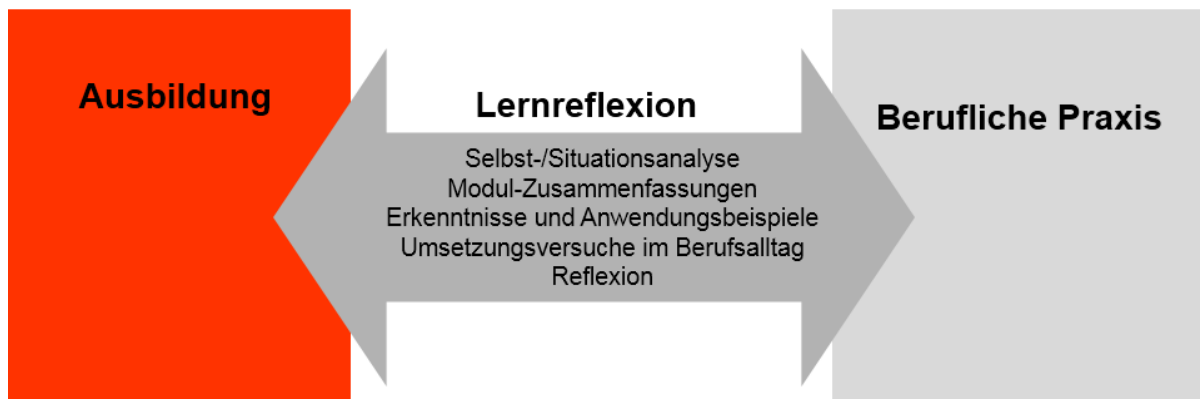 Ausbildung
Lernreflexion
Berufliche Praxis
Selbst-/Situationsanalyse
Modul-Zusammenfassungen
Erkenntnisse und Anwendungsbeispiele
Umsetzungsversuche im Berufsalltag
Reflexion